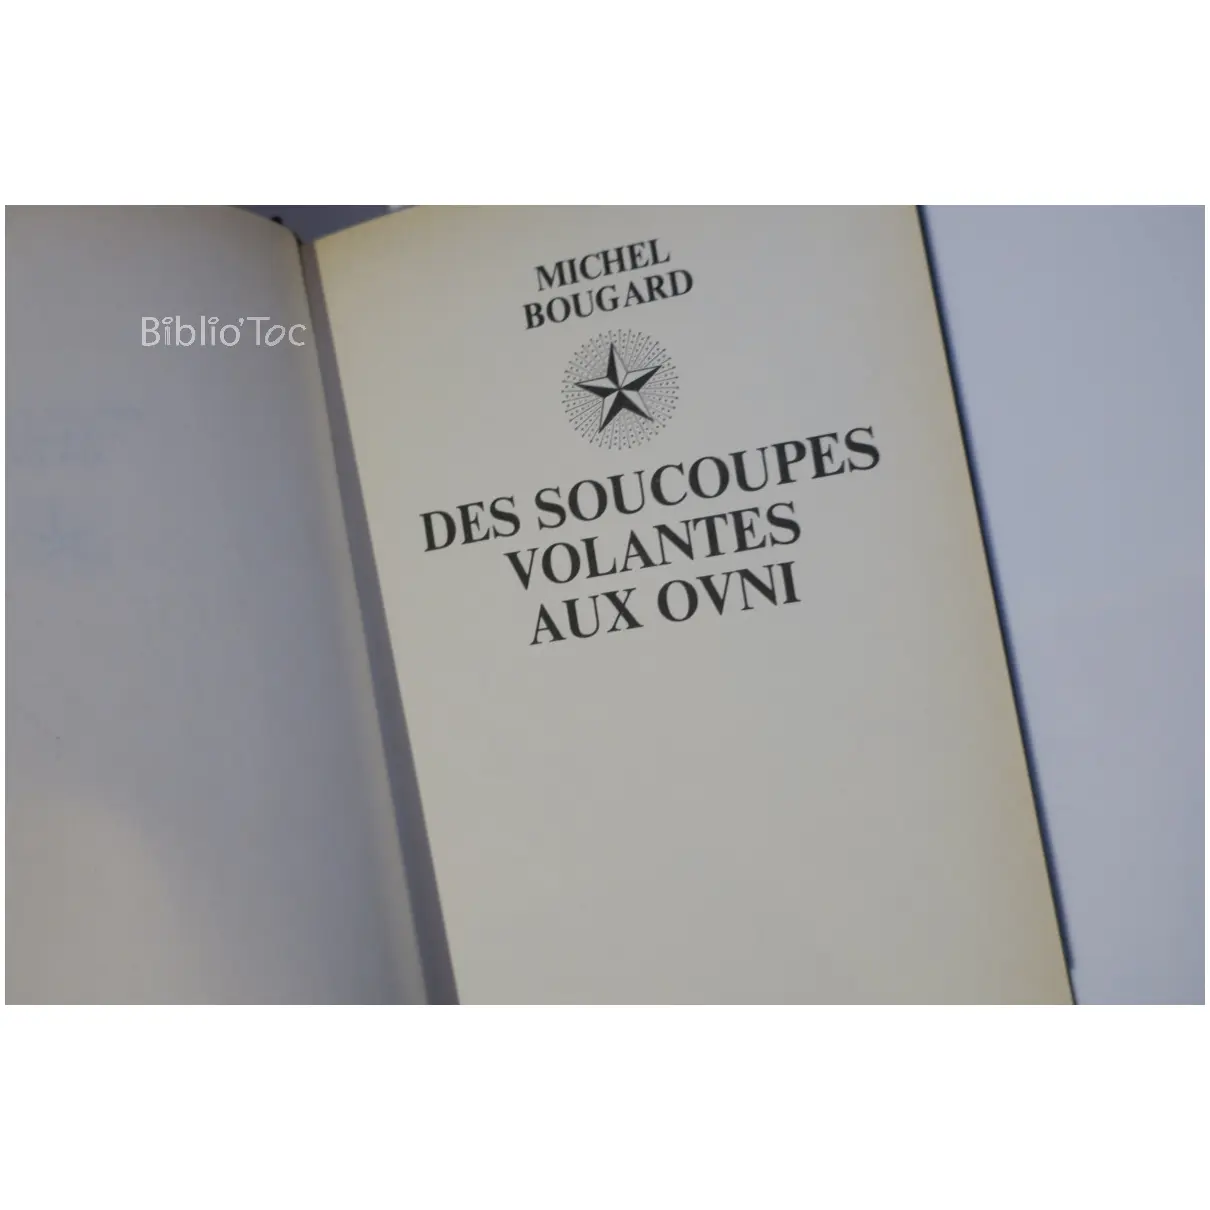 MICHEL
BOUGARD
Biblio'Toc
DES SOUCOUPES
VOLANTES
AUX OVNI